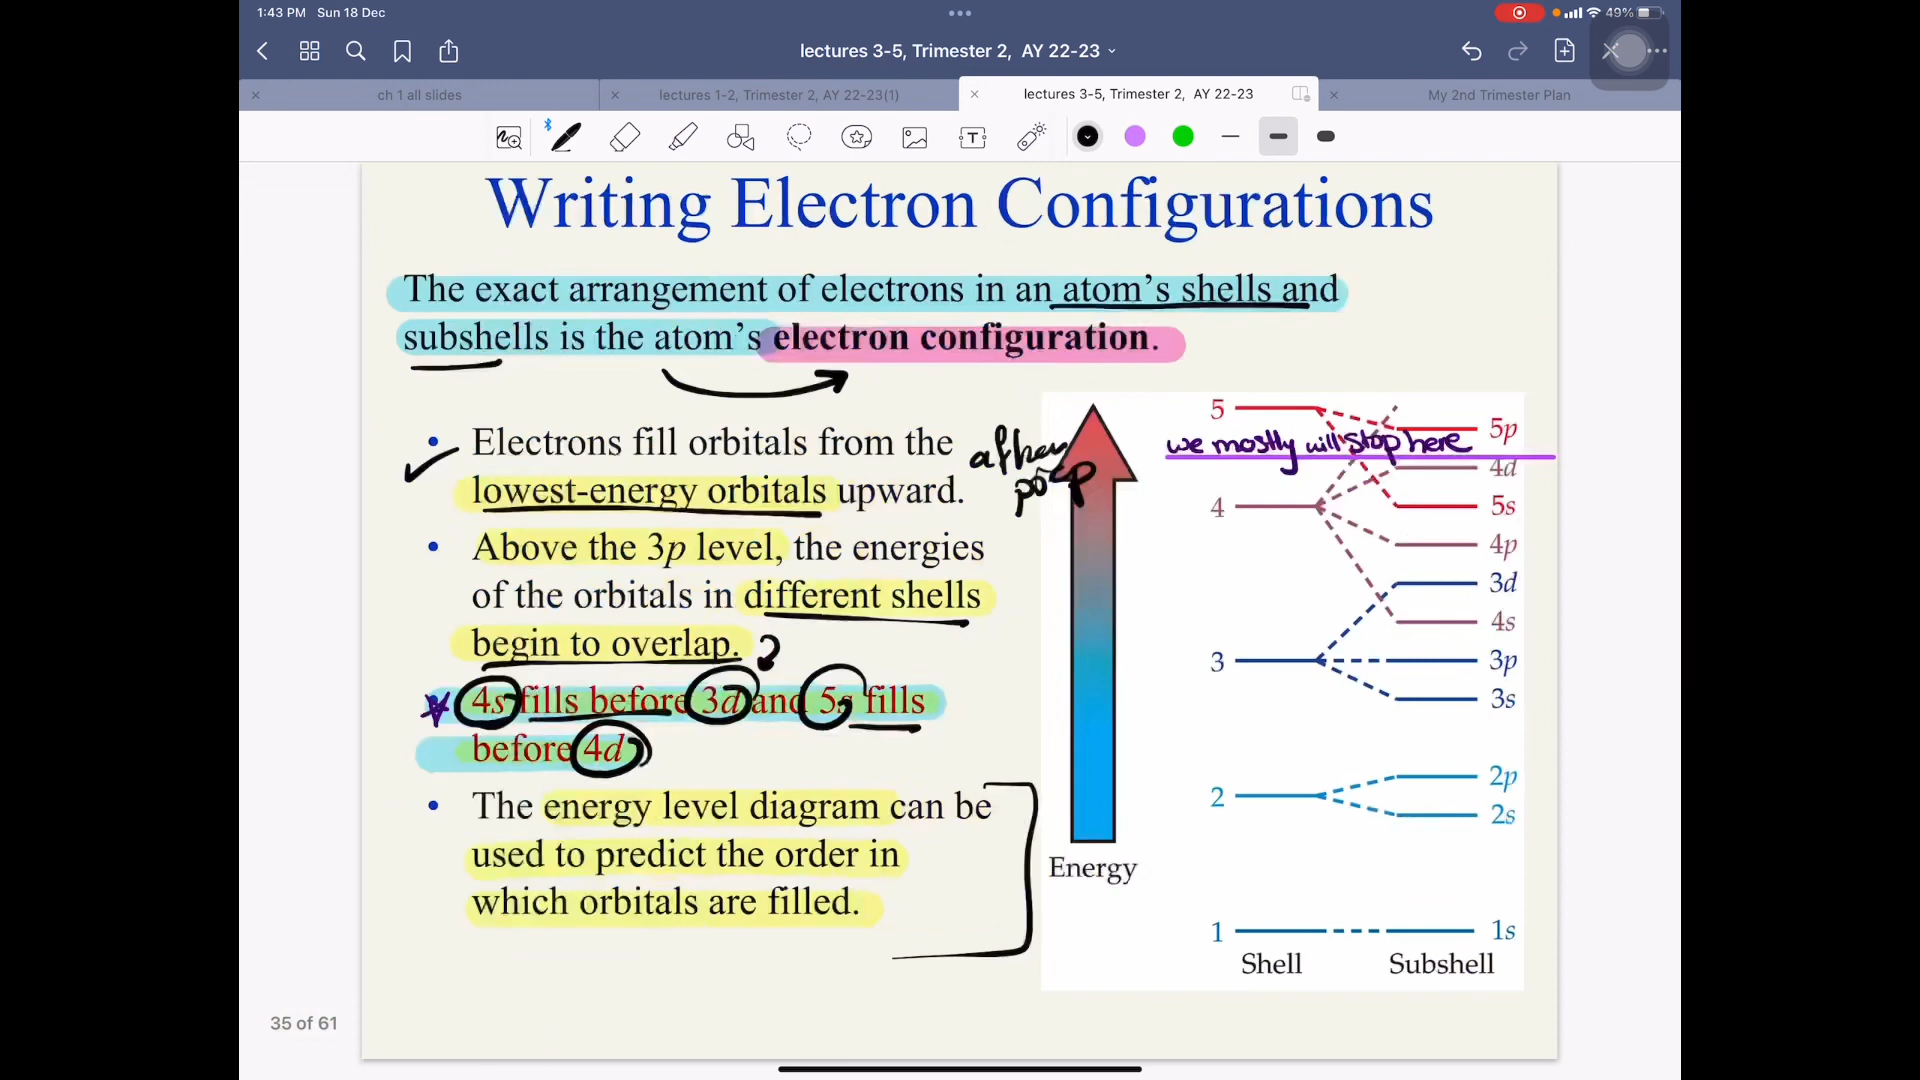 1:43 PM Sun 18 Dec
49%
lectures 3-5, Trimester 2, AY 22-23
ch 1 all slides
lectures 1-2, Trimester 2, AY 22-23(1)
lectures 3-5, Trimester 2, AY 22-23
My 2nd Trimester Plan
Writing Electron Configurations
The exact arrangement of electrons in an atom's shells and
subshells is the atom's electron configuration.
• Electrons fill orbitals from the
lowest-energy orbitals upward.
• Above the 3p level, the energies
of the orbitals in different shells
begin to overlap.
4s fills before 3d and 5s fills
before 4d
• The energy level diagram can be
used to predict the order in
which orbitals are filled.
Energy
we mostly will stop here
5
5p
4d
4
5s
4p
3d
4s
3
3p
3s
2p
2
2s
1
1s
Shell
Subshell
35 of 61